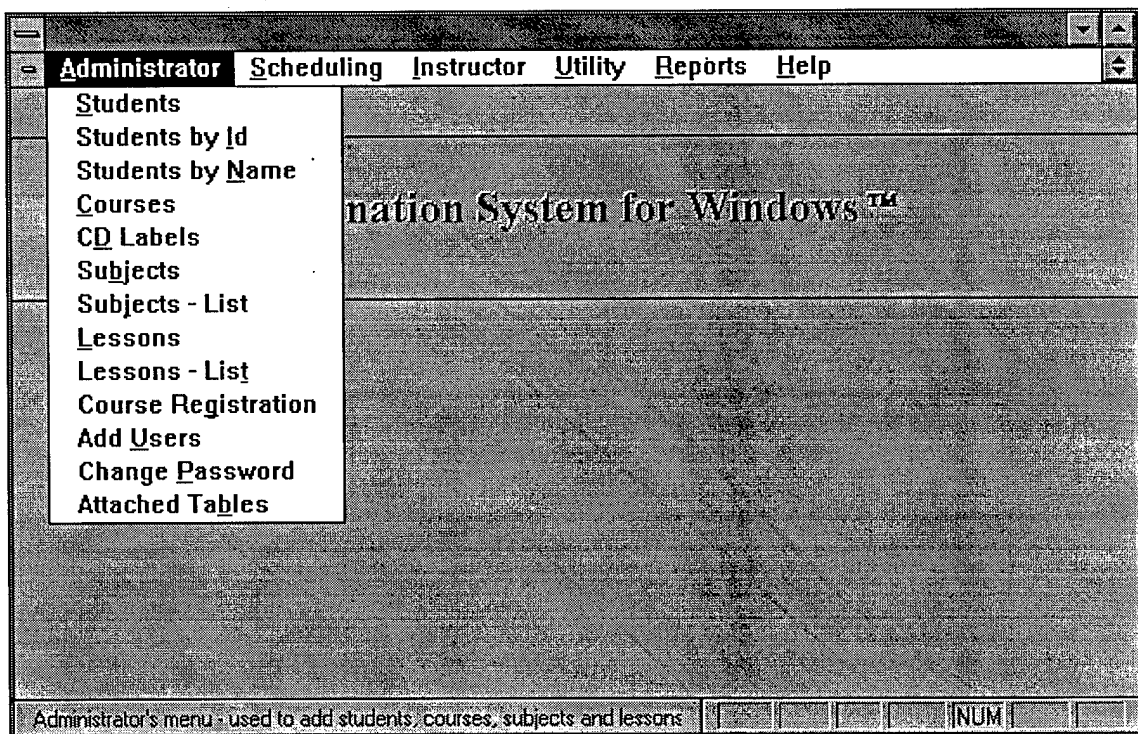 Administrator Scheduling Instructor Utility Reports Help
Students
Students by Id
Students by Name
nation System for Windows™
Courses
CD Labels
Subjects
Subjects - List
Lessons
Lessons - List
Course Registration
Add Users
Change Password
Attached Tables
Administrator's menu - used to add students, courses, subjects and lessons NUM